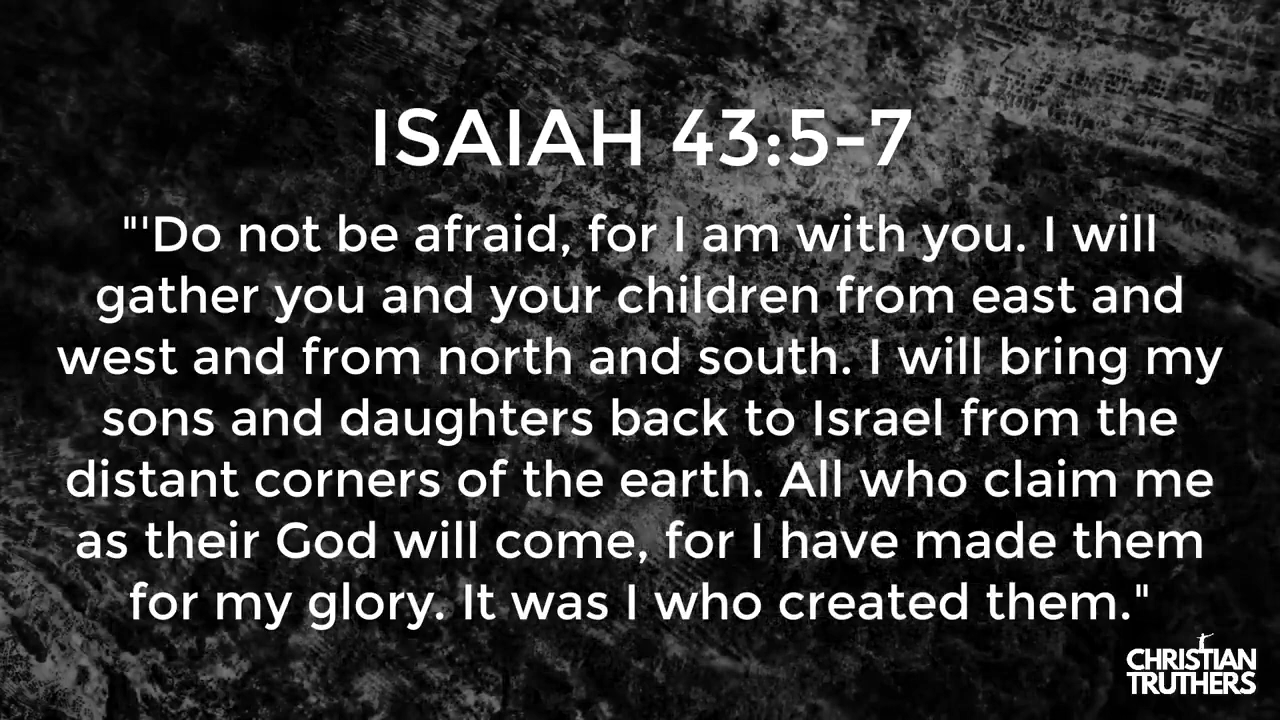 ISAIAH 43:5-7
"'Do not be afraid, for I am with you. I will
gather you and your children from east and
west and from north and south. I will bring my
sons and daughters back to Israel from the
distant corners of the earth. All who claim me
as their God will come, for I have made them
for my glory. It was I who created them."
CHRISTIAN
TRUTHERS